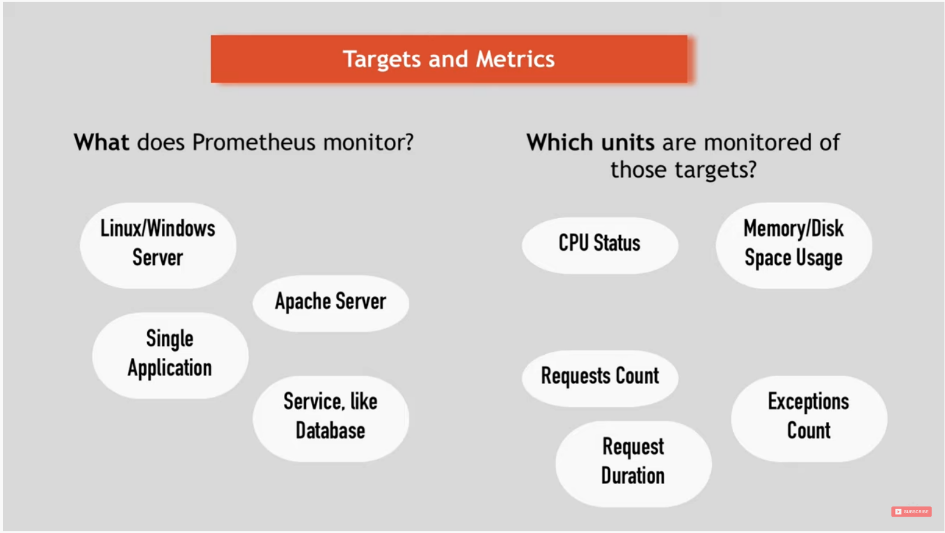 Targets and Metrics
What does Prometheus monitor?
Linux/Windows
Server
Apache Server
Single
Application
Service, like
Database
Which units are monitored of
those targets?
CPU Status
Memory/Disk
Space Usage
Requests Count
Exceptions
Count
Request
Duration
SUBSCRIBE